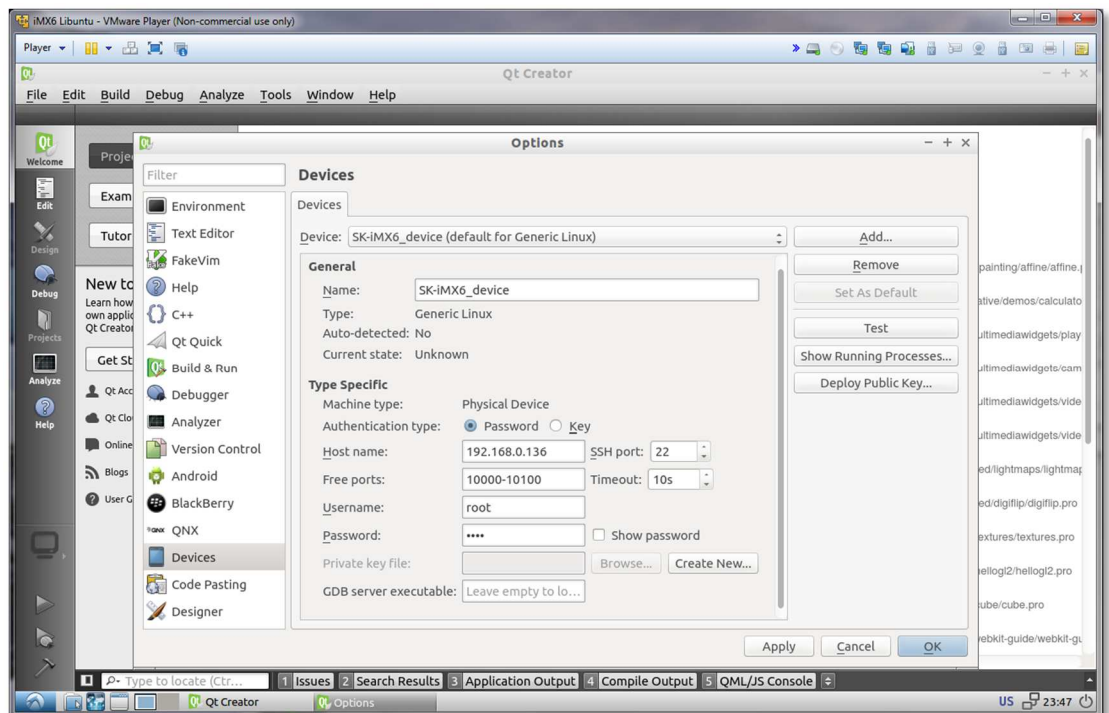 iMX6 Libuntu - VMware Player (Non-commercial use only)
Player
Qt Creator
File Edit Build Debug Analyze Tools Window Help
Welcome
Edit
Design
Debug
Projects
Analyze
Help
Get St
New to
Learn how
own applic
Qt Creator
Qt Acc
Qt Clo
Online
Blogs
User G
Options
Filter
Environment
Text Editor
FakeVim
Help
C++
Qt Quick
Build & Run
Debugger
Analyzer
Version Control
Android
BlackBerry
QNX
Devices
Code Pasting
Designer
Devices
Devices
Device: SK-iMX6_device (default for Generic Linux)
General
Name: SK-iMX6_device
Type: Generic Linux
Auto-detected: No
Current state: Unknown
Type Specific
Machine type: Physical Device
Authentication type: Password Key
Host name: 192.168.0.136 SSH port: 22
Free ports: 10000-10100 Timeout: 10s
Username: root
Password: •••• Show password
Private key file: Browse... Create New...
GDB server executable: Leave empty to lo...
Add...
Remove
Set As Default
Test
Show Running Processes...
Deploy Public Key...
Apply Cancel OK
painting/affine/affine.p
ative/demos/calculato
ultimediawidgets/play
ultimediawidgets/cam
ultimediawidgets/vide
ultimediawidgets/vide
ed/lightmaps/lightmap
ed/digiflip/digiflip.pro
extures/textures.pro
hellogl2/hellogl2.pro
cube/cube.pro
webkit-guide/webkit-gu
Type to locate (Ctr... 1 Issues 2 Search Results 3 Application Output 4 Compile Output 5 QML/JS Console
Qt Creator Options US 23:47